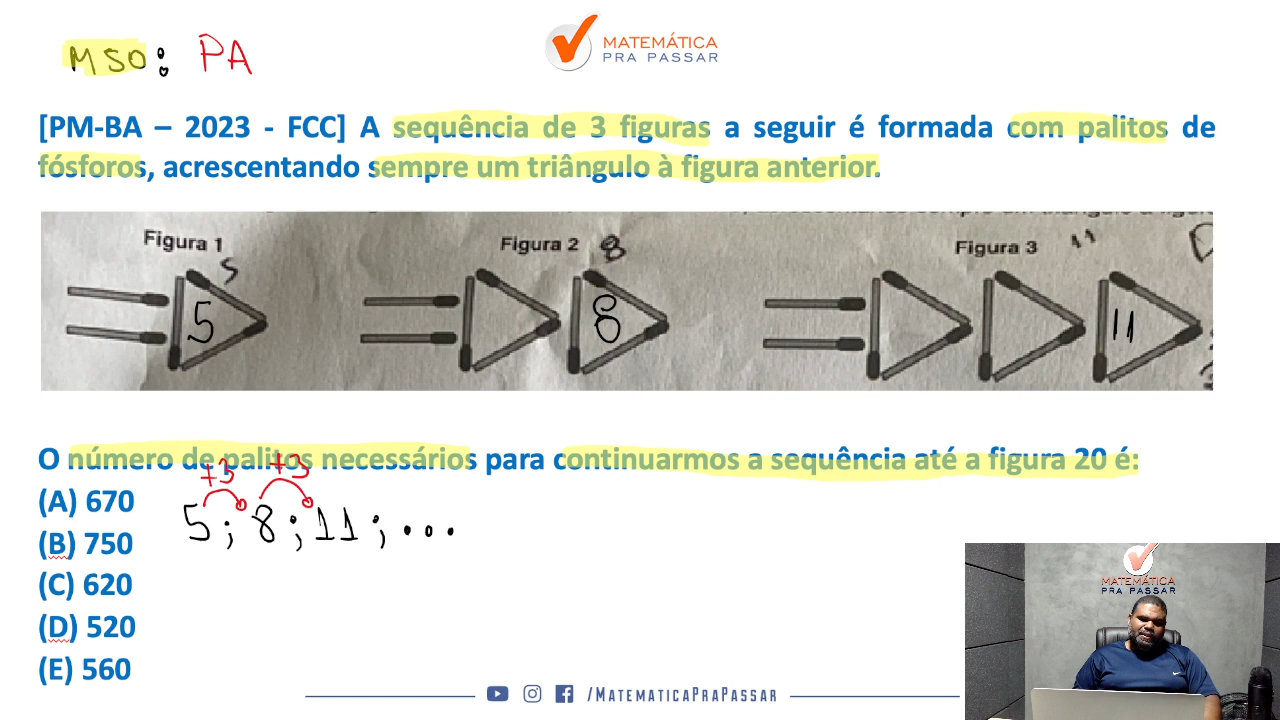 MSO: PA
MATEMÁTICA
PRA PASSAR
[PM-BA – 2023 - FCC] A sequência de 3 figuras a seguir é formada com palitos de
fósforos, acrescentando sempre um triângulo à figura anterior.
Figura 1
5
5
Figura 2
8
8
Figura 3
11
11
O número de palitos necessários para continuarmos a sequência até a figura 20 é:
+3 +3
(A) 670
5; 8; 11; ...
(B) 750
(C) 620
(D) 520
(E) 560
MATEMÁTICA
PRA PASSAR
/MATEMATICAPRAPASSAR